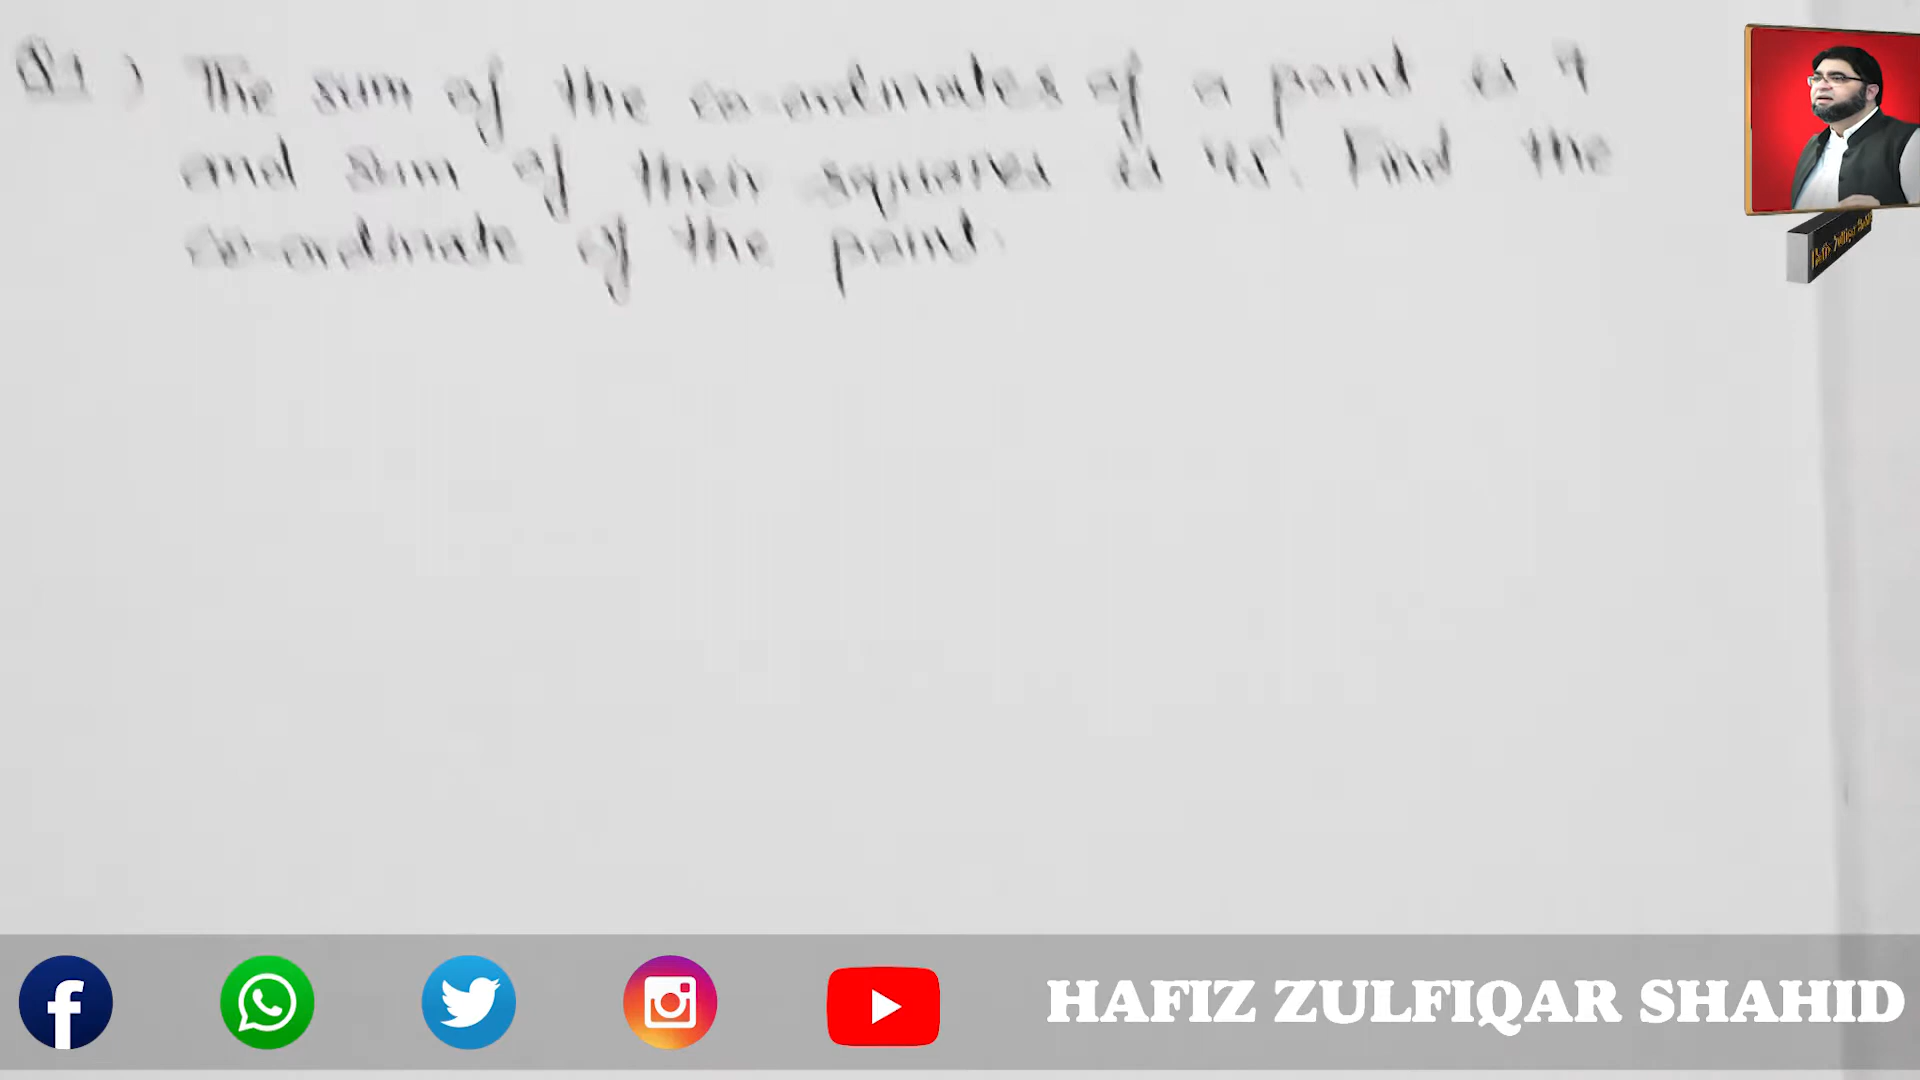 Q1) The sum of the co-ordinates of a point is 9
and sum of their squares is 45. Find the
co-ordinate of the point.
HAFIZ ZULFIQAR SHAHID